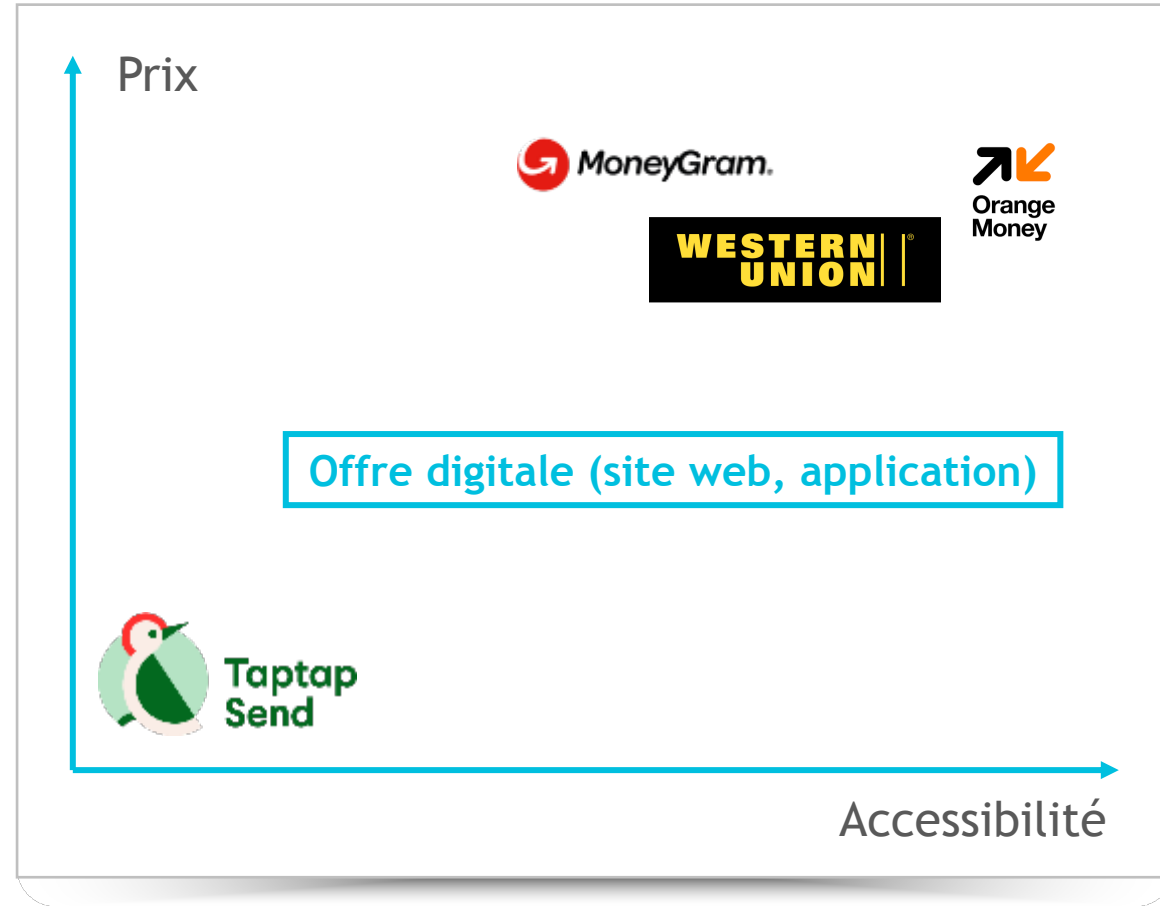 Prix
MoneyGram.
Orange
Money
WESTERN
UNION
®
Offre digitale (site web, application)
Taptap
Send
Accessibilité